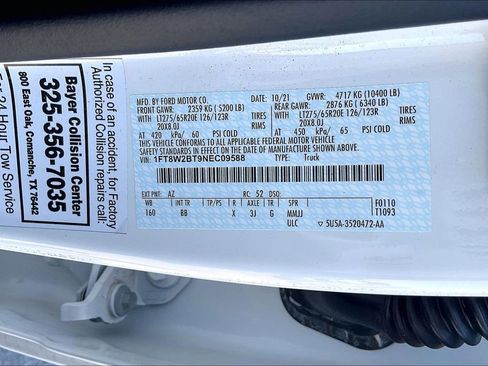 In case of an accident, for Factory
Authorized Collision Repairs call:
Bayer Collision Center
325-356-7035
800 East Oak, Comanche, TX 76442
24 Hour Tow Service
MFD. BY FORD MOTOR CO.
10/21 GVWR: 4717 KG (10400 LB)
FRONT GAWR: 2359 KG (5200 LB)
REAR GAWR: 2876 KG (6340 LB)
WITH LT275/65R20E 126/123R TIRES
WITH LT275/65R20E 126/123R TIRES
20X8.0J RIMS
20X8.0J RIMS
AT 420 kPa/ 60 PSI COLD
AT 450 kPa/ 65 PSI COLD
THIS VEHICLE CONFORMS TO ALL APPLICABLE FEDERAL MOTOR VEHICLE
SAFETY STANDARDS IN EFFECT ON THE DATE OF MANUFACTURE SHOWN ABOVE.
VIN: 1FT8W2BT9NEC09588
TYPE: Truck
EXT PNT: AZ RC: 52 DSO:
WB BRK INT TR TP/PS R AXLE TR SPR
160 BB X 3J G MMJJ
F0110
T1093
ULC 5U5A-3520472-AA